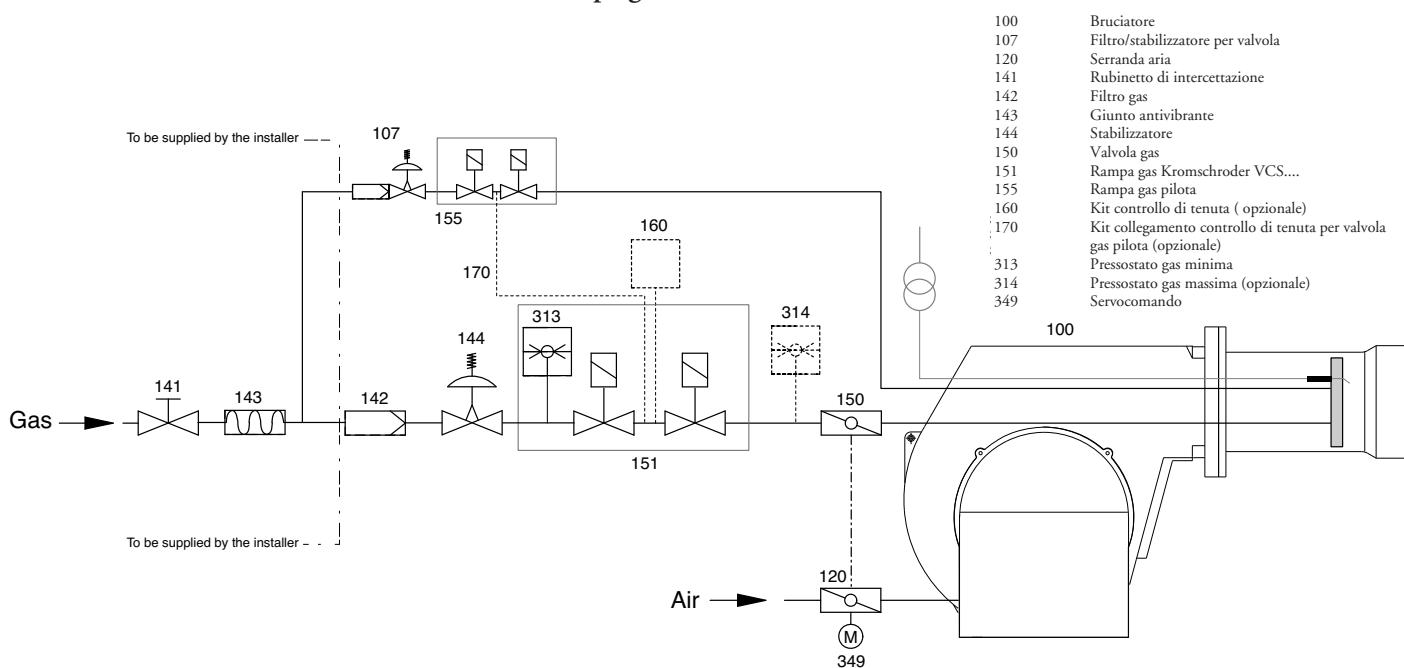 100 Bruciatore
107 Filtro/stabilizzatore per valvola
120 Serranda aria
141 Rubinetto di intercettazione
142 Filtro gas
143 Giunto antivibrante
144 Stabilizzatore
150 Valvola gas
151 Rampa gas Kromschroder VCS....
155 Rampa gas pilota
160 Kit controllo di tenuta ( opzionale)
170 Kit collegamento controllo di tenuta per valvola
gas pilota (opzionale)
313 Pressostato gas minima
314 Pressostato gas massima (opzionale)
349 Servocomando
To be supplied by the installer
107
155
160
170
313
314
100
144
141
143
142
150
Gas
151
To be supplied by the installer
120
Air
M
349